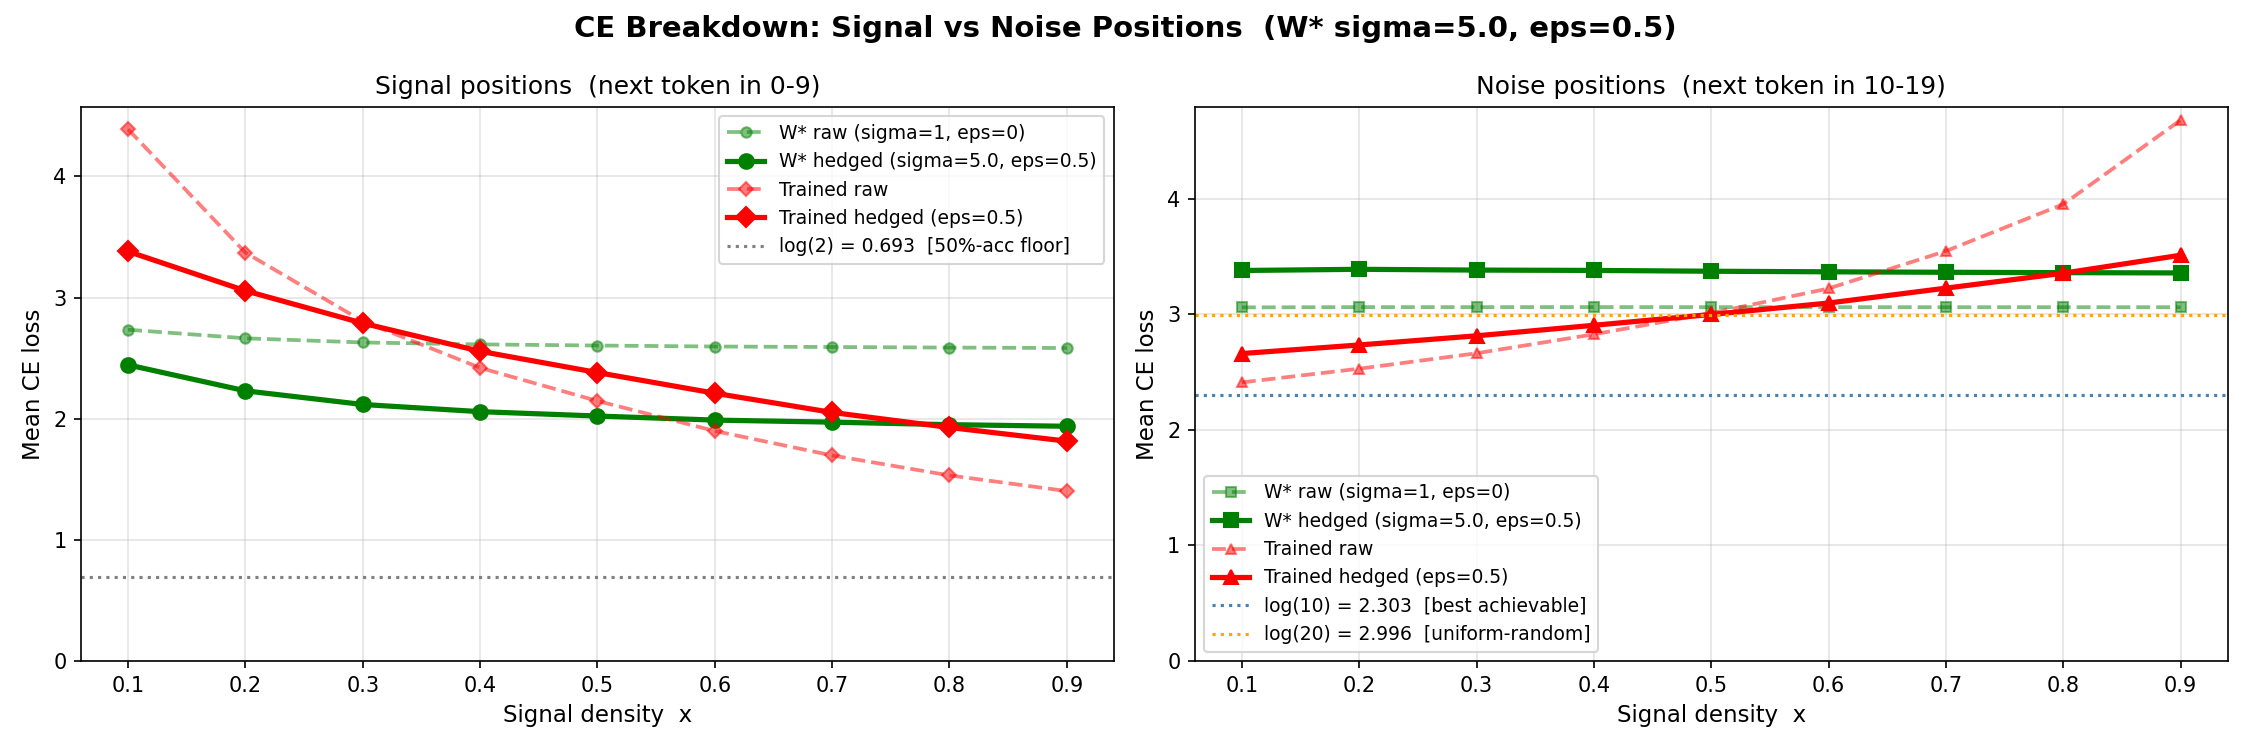 CE Breakdown: Signal vs Noise Positions  (W* sigma=5.0, eps=0.5)
Signal positions  (next token in 0-9)
Mean CE loss
4
3
2
1
0
W* raw (sigma=1, eps=0)
W* hedged (sigma=5.0, eps=0.5)
Trained raw
Trained hedged (eps=0.5)
log(2) = 0.693  [50%-acc floor]
0.1 0.2 0.3 0.4 0.5 0.6 0.7 0.8 0.9
Signal density  x
Noise positions  (next token in 10-19)
Mean CE loss
4
3
2
1
0
W* raw (sigma=1, eps=0)
W* hedged (sigma=5.0, eps=0.5)
Trained raw
Trained hedged (eps=0.5)
log(10) = 2.303  [best achievable]
log(20) = 2.996  [uniform-random]
0.1 0.2 0.3 0.4 0.5 0.6 0.7 0.8 0.9
Signal density  x